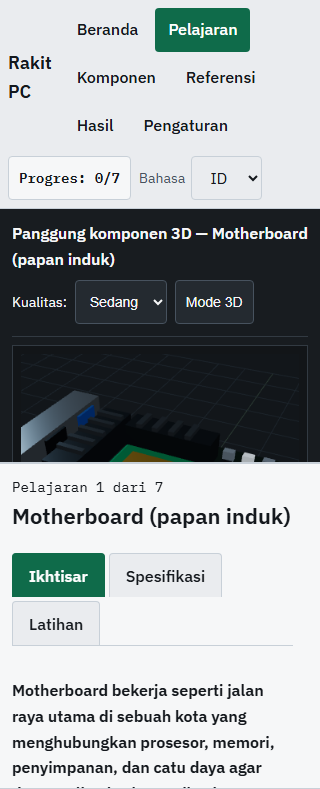 Rakit PC
Beranda
Pelajaran
Komponen
Referensi
Hasil
Pengaturan
Progres: 0/7
Bahasa
ID
Panggung komponen 3D — Motherboard
(papan induk)
Kualitas:
Sedang
Mode 3D
Pelajaran 1 dari 7
Motherboard (papan induk)
Ikhtisar
Spesifikasi
Latihan
Motherboard bekerja seperti jalan
raya utama di sebuah kota yang
menghubungkan prosesor, memori,
penyimpanan, dan catu daya agar